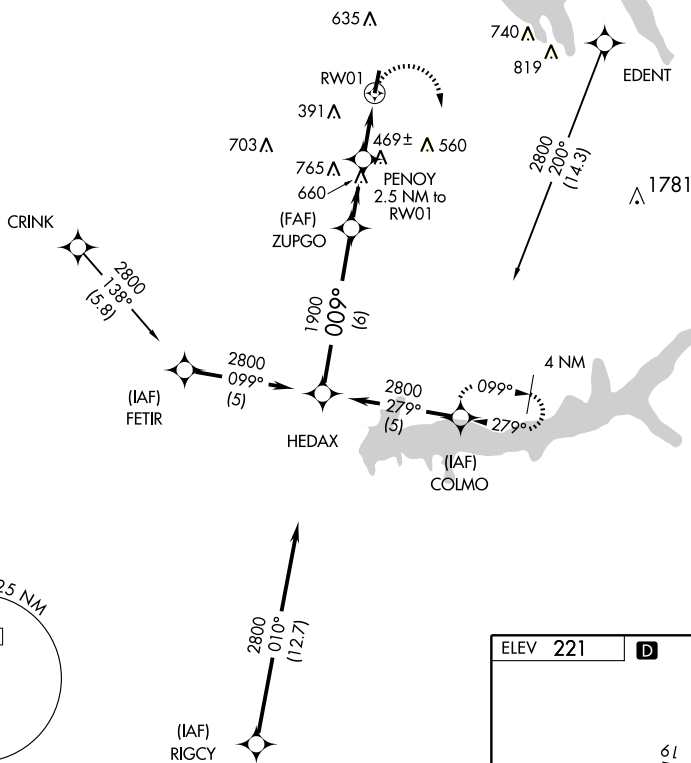 635
740
819
EDENT
RW01
391
2800
200°
(14.3)
703
469±
560
765
660
PENOY
2.5 NM to
RW01
1781
CRINK
(FAF)
ZUPGO
2800
138°
(5.8)
1900
009°
(6)
2800
099°
(5)
4 NM
099°
279°
2800
279°
(5)
(IAF)
FETIR
HEDAX
(IAF)
COLMO
25 NM
2800
010°
(12.7)
ELEV 221
D
(IAF)
RIGCY
19